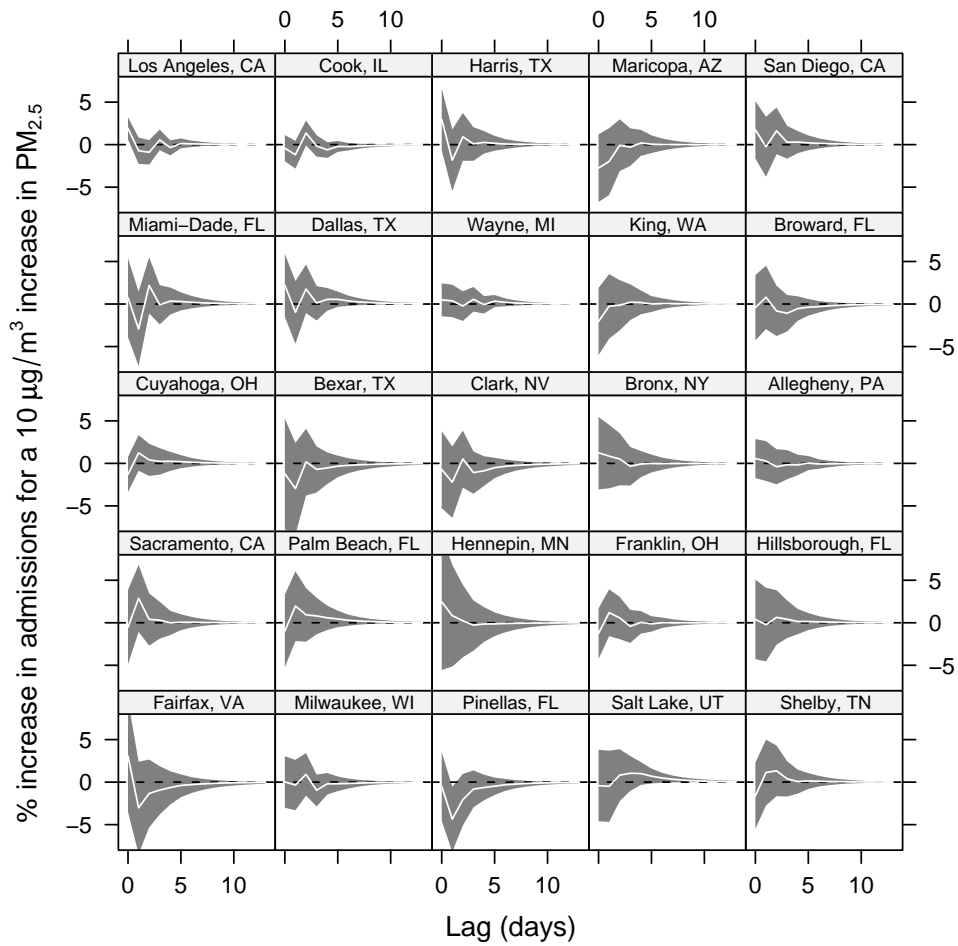 0 5 10 0 5 10
Los Angeles, CA Cook, IL Harris, TX Maricopa, AZ San Diego, CA
5
0
−5
Miami−Dade, FL Dallas, TX Wayne, MI King, WA Broward, FL
5
0
−5
Cuyahoga, OH Bexar, TX Clark, NV Bronx, NY Allegheny, PA
5
0
−5
Sacramento, CA Palm Beach, FL Hennepin, MN Franklin, OH Hillsborough, FL
5
0
−5
Fairfax, VA Milwaukee, WI Pinellas, FL Salt Lake, UT Shelby, TN
5
0
−5
0 5 10 0 5 10 0 5 10
Lag (days)
% increase in admissions for a 10 μg/m³ increase in PM₂.₅